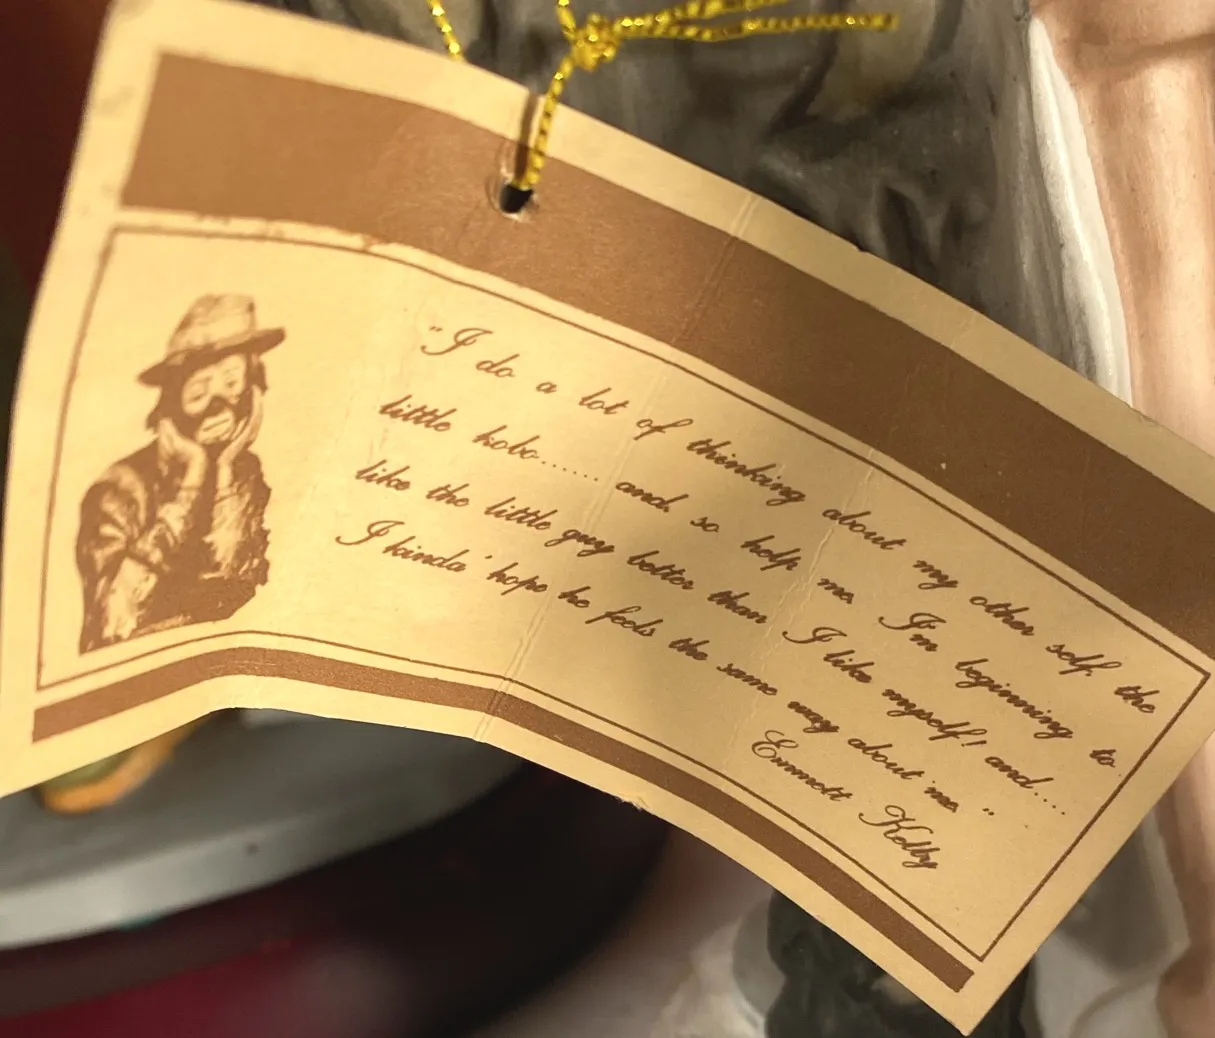 "I do a lot of thinking about my other self, the
little hobo...... and, so help me, I'm beginning to
like the little guy better than I like myself! and....
I kinda' hope he feels the same way about me."
Emmett Kelly